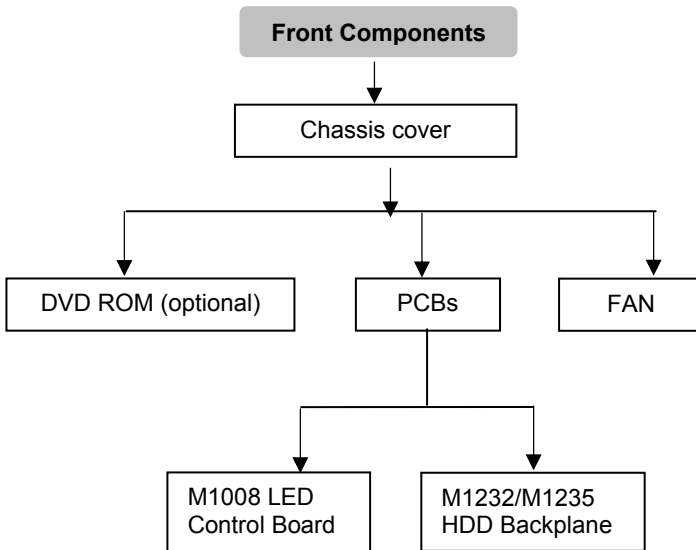 Front Components
Chassis cover
DVD ROM (optional)
PCBs
FAN
M1008 LED
Control Board
M1232/M1235
HDD Backplane